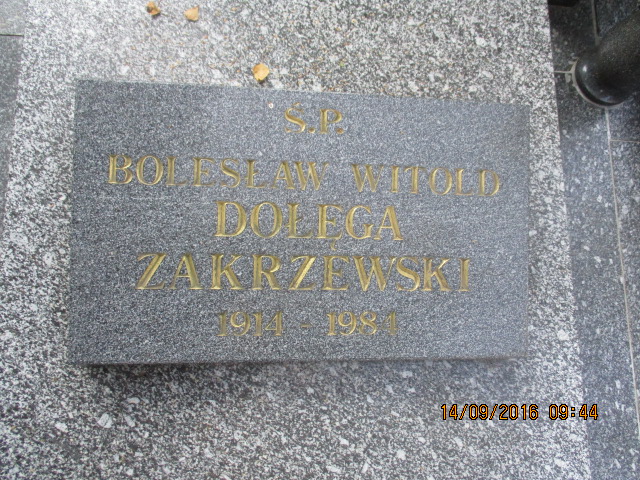 Ś.P.
BOLESŁAW WITOLD
DOŁĘGA
ZAKRZEWSKI
1914 - 1984
14/09/2016 09:44